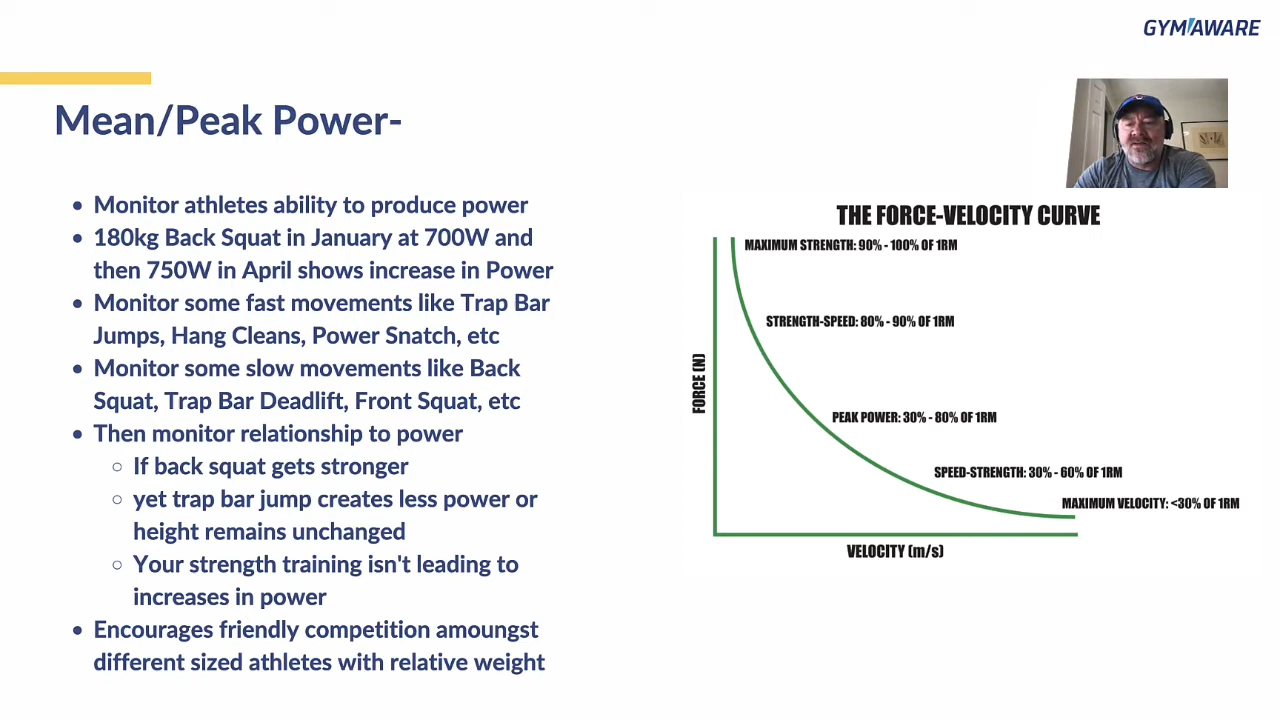 GYMAWARE
Mean/Peak Power-
• Monitor athletes ability to produce power
• 180kg Back Squat in January at 700W and
then 750W in April shows increase in Power
• Monitor some fast movements like Trap Bar
Jumps, Hang Cleans, Power Snatch, etc
• Monitor some slow movements like Back
Squat, Trap Bar Deadlift, Front Squat, etc
• Then monitor relationship to power
○ If back squat gets stronger
○ yet trap bar jump creates less power or
height remains unchanged
○ Your strength training isn't leading to
increases in power
• Encourages friendly competition amoungst
different sized athletes with relative weight
THE FORCE-VELOCITY CURVE
MAXIMUM STRENGTH: 90% - 100% OF 1RM
STRENGTH-SPEED: 80% - 90% OF 1RM
FORCE (N)
PEAK POWER: 30% - 80% OF 1RM
SPEED-STRENGTH: 30% - 60% OF 1RM
MAXIMUM VELOCITY: <30% OF 1RM
VELOCITY (m/s)